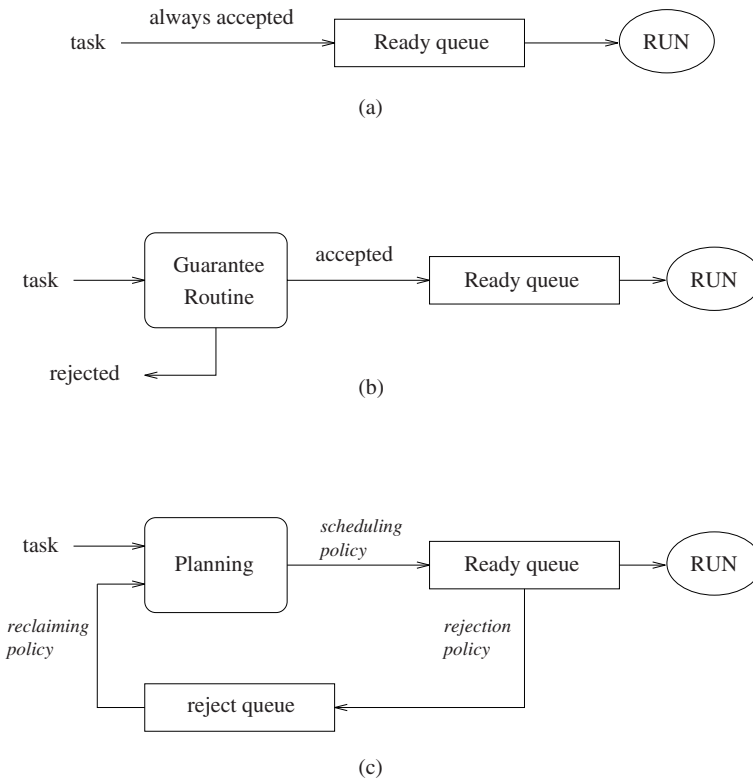 always accepted
task
Ready queue
RUN
(a)
task
Guarantee
Routine
accepted
Ready queue
RUN
rejected
(b)
task
Planning
scheduling
policy
Ready queue
RUN
reclaiming
policy
rejection
policy
reject queue
(c)